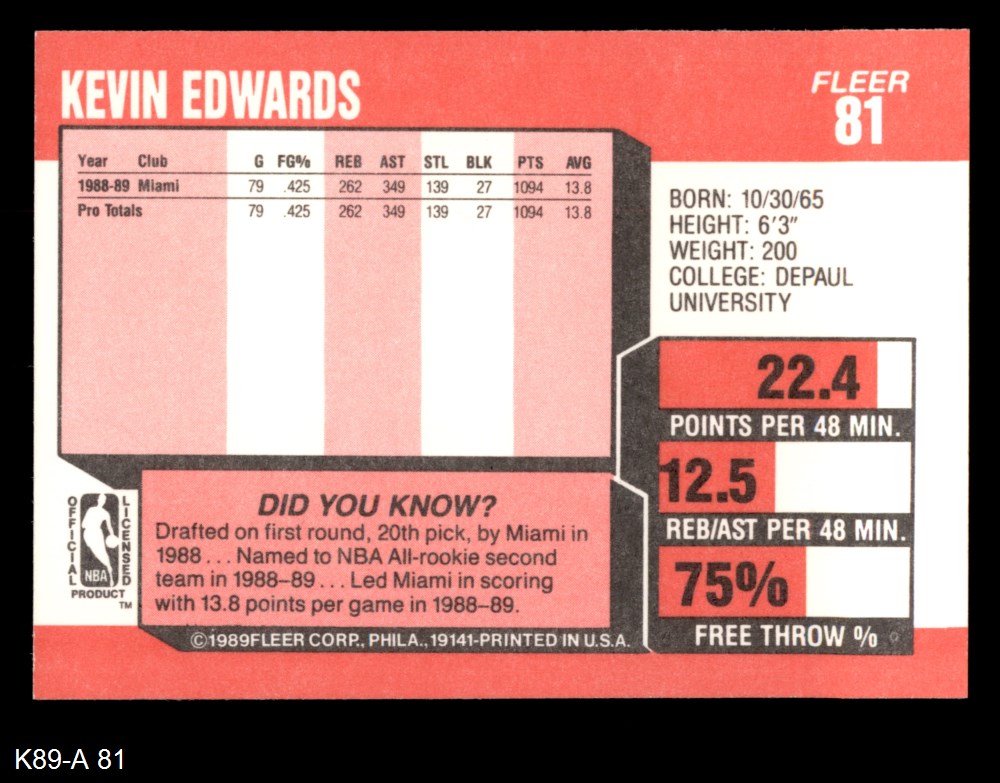 KEVIN EDWARDS
FLEER
81
Year Club G FG% REB AST STL BLK PTS AVG
1988-89 Miami 79 .425 262 349 139 27 1094 13.8
Pro Totals 79 .425 262 349 139 27 1094 13.8
BORN: 10/30/65
HEIGHT: 6'3"
WEIGHT: 200
COLLEGE: DEPAUL
UNIVERSITY
22.4
POINTS PER 48 MIN.
12.5
REB/AST PER 48 MIN.
75%
FREE THROW %
OFFICIAL
LICENSED
NBA
PRODUCT
TM
DID YOU KNOW?
Drafted on first round, 20th pick, by Miami in
1988 . . . Named to NBA All-rookie second
team in 1988–89 . . . Led Miami in scoring
with 13.8 points per game in 1988–89.
©1989FLEER CORP., PHILA., 19141-PRINTED IN U.S.A.
K89-A 81